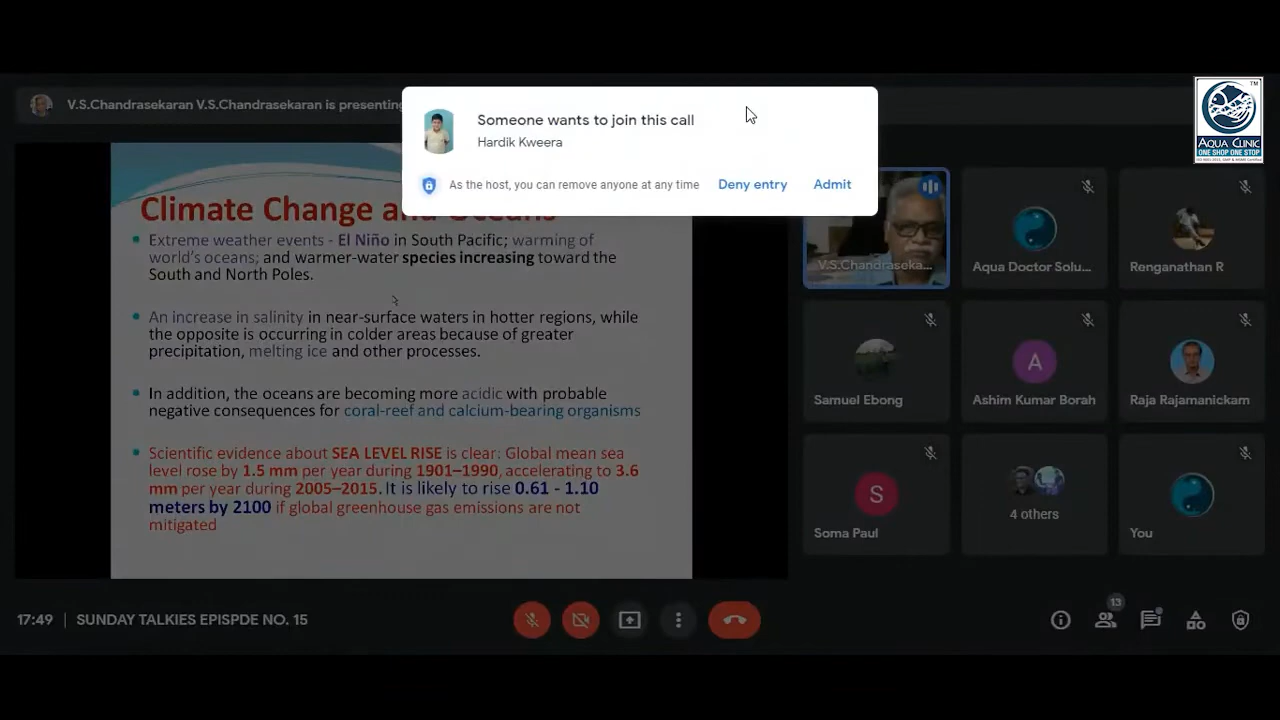 V.S.Chandrasekaran V.S.Chandrasekaran is presenting
Someone wants to join this call
Hardik Kweera
As the host, you can remove anyone at any time
Deny entry
Admit
TM
AQUA CLINIC
ONE SHOP ONE STOP
Climate Change and Oceans
• Extreme weather events - El Niño in South Pacific; warming of
world's oceans; and warmer-water species increasing toward the
South and North Poles.
• An increase in salinity in near-surface waters in hotter regions, while
the opposite is occurring in colder areas because of greater
precipitation, melting ice and other processes.
• In addition, the oceans are becoming more acidic with probable
negative consequences for coral-reef and calcium-bearing organisms
• Scientific evidence about SEA LEVEL RISE is clear: Global mean sea
level rose by 1.5 mm per year during 1901–1990, accelerating to 3.6
mm per year during 2005–2015. It is likely to rise 0.61 - 1.10
meters by 2100 if global greenhouse gas emissions are not
mitigated
V.S.Chandraseka...
Aqua Doctor Solu...
Renganathan R
Samuel Ebong
A
Ashim Kumar Borah
Raja Rajamanickam
S
Soma Paul
4 others
You
17:49 | SUNDAY TALKIES EPISPDE NO. 15
13